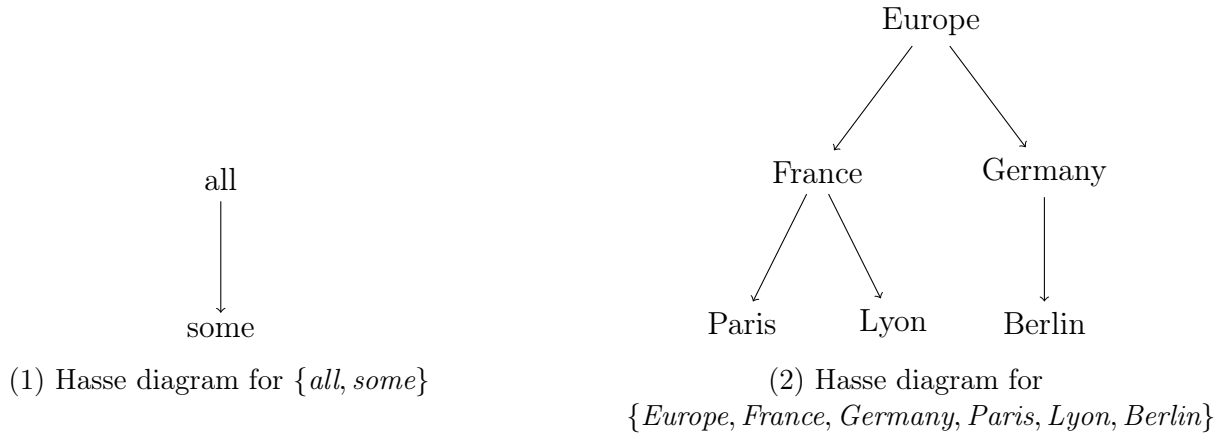 all
some
(1) Hasse diagram for {all, some}
Europe
France Germany
Paris Lyon Berlin
(2) Hasse diagram for
{Europe, France, Germany, Paris, Lyon, Berlin}